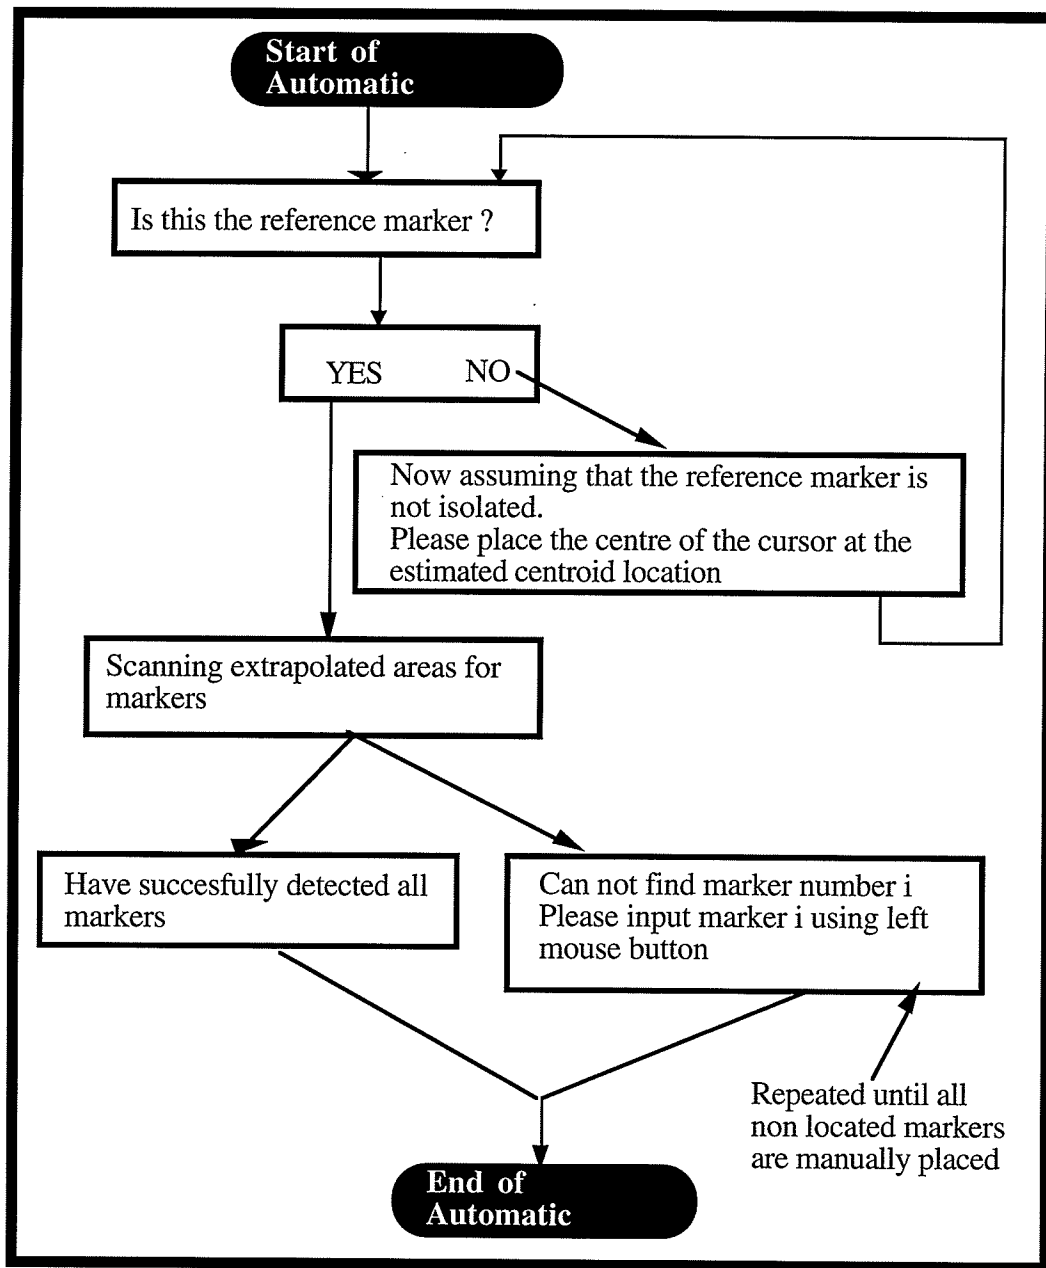 Start of
Automatic
Is this the reference marker ?
YES NO
Now assuming that the reference marker is
not isolated.
Please place the centre of the cursor at the
estimated centroid location
Scanning extrapolated areas for
markers
Have succesfully detected all
markers
Can not find marker number i
Please input marker i using left
mouse button
Repeated until all
non located markers
are manually placed
End of
Automatic